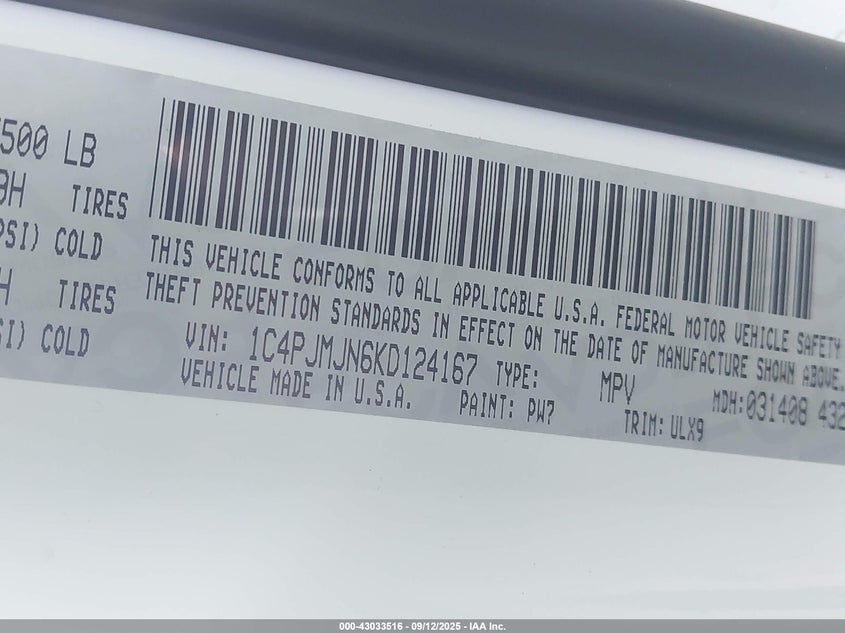 500 LB
H TIRES
PSI) COLD
H TIRES
SI) COLD
THIS VEHICLE CONFORMS TO ALL APPLICABLE U.S.A. FEDERAL MOTOR VEHICLE SAFETY
THEFT PREVENTION STANDARDS IN EFFECT ON THE DATE OF MANUFACTURE SHOWN ABOVE.
VIN: 1C4PJMJN6KD124167 TYPE: MPV MDH:031408 432
VEHICLE MADE IN U.S.A. PAINT: PW7 TRIM: ULX9
000-43033516 - 09/12/2025 - IAA Inc.